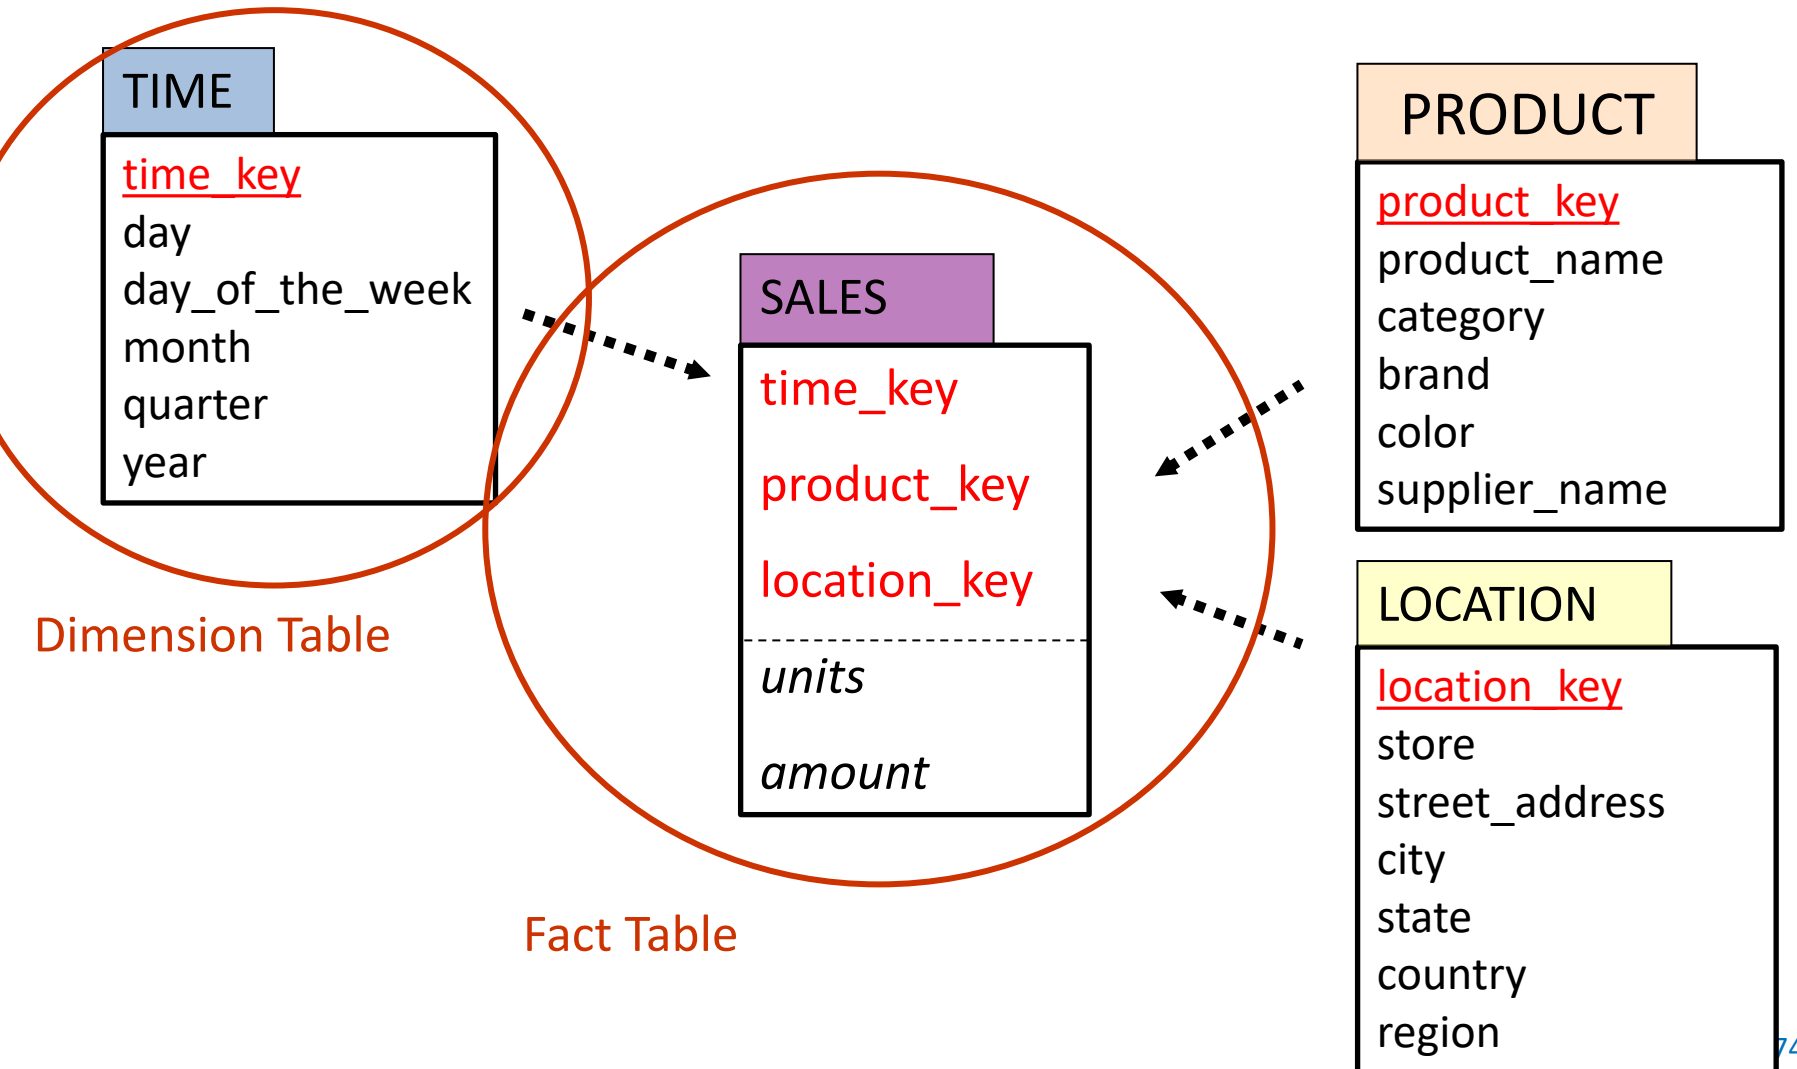 TIME
time_key
day
day_of_the_week
month
quarter
year
Dimension Table
SALES
time_key
product_key
location_key
units
amount
Fact Table
PRODUCT
product_key
product_name
category
brand
color
supplier_name
LOCATION
location_key
store
street_address
city
state
country
region